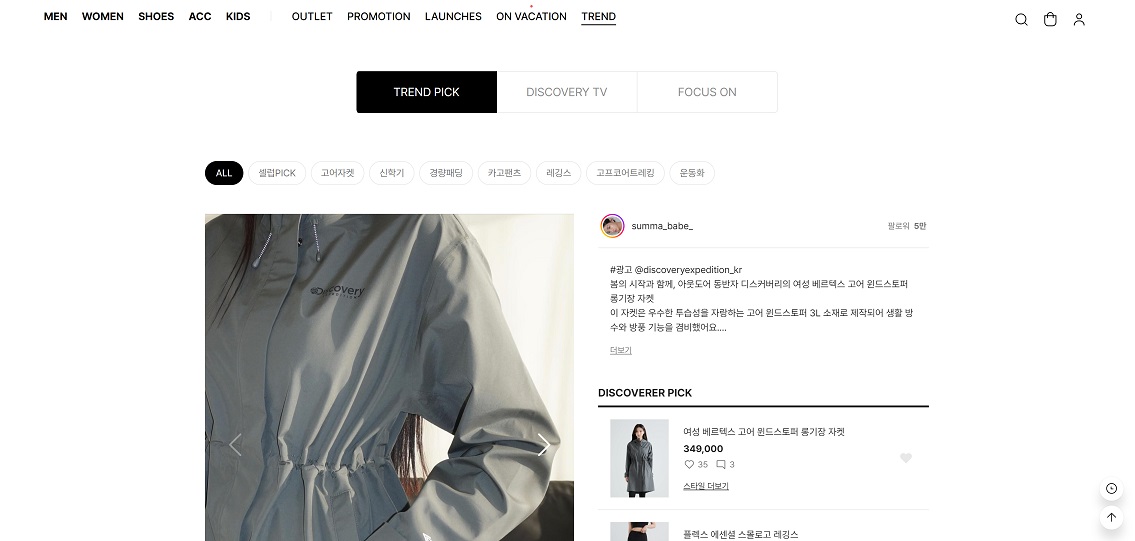 MEN WOMEN SHOES ACC KIDS OUTLET PROMOTION LAUNCHES ON VACATION TREND
TREND PICK DISCOVERY TV FOCUS ON
ALL 셀럽PICK 고어자켓 신학기 경량패딩 카고팬츠 레깅스 고프코어트레킹 운동화
summa_babe_ 팔로워 5만
#광고 @discoveryexpedition_kr
봄의 시작과 함께, 아웃도어 동반자 디스커버리의 여성 베르텍스 고어 윈드스토퍼
롱기장 자켓
이 자켓은 우수한 투습성을 자랑하는 고어 윈드스토퍼 3L 소재로 제작되어 생활 방
수와 방풍 기능을 겸비했어요....
더보기
DISCOVERER PICK
여성 베르텍스 고어 윈드스토퍼 롱기장 자켓
349,000
35 3
스타일 더보기
플렉스 에센셜 스몰로고 레깅스